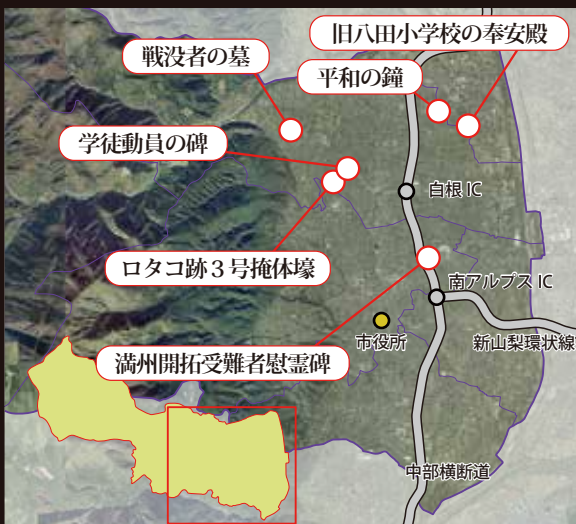 旧八田小学校の奉安殿
戦没者の墓
平和の鐘
学徒動員の碑
白根 IC
ロタコ跡３号掩体壕
南アルプス IC
市役所
新山梨環状線
満州開拓受難者慰霊碑
中部横断道